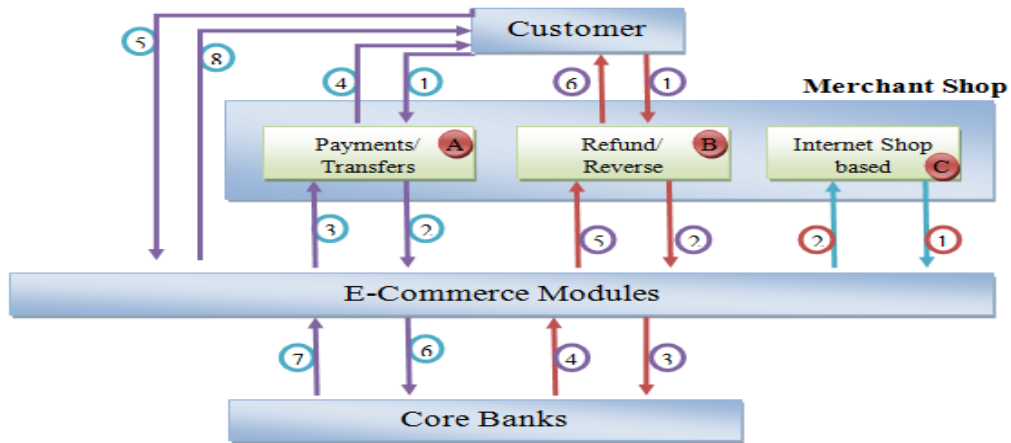 Customer
5
8
4
1
6
1
Merchant Shop
Payments/
Transfers
A
Refund/
Reverse
B
Internet Shop
based
C
3
2
5
2
2
1
E-Commerce Modules
7
6
4
3
Core Banks